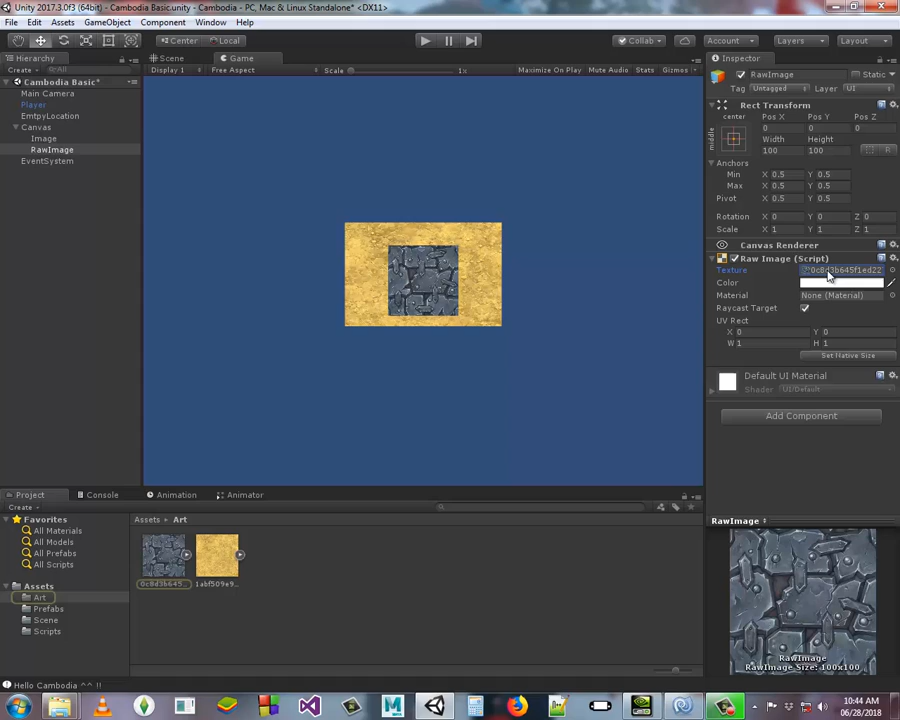 Unity 2017.3.0f3 (64bit) - Cambodia Basic.unity - Cambodia - PC, Mac & Linux Standalone* <DX11>
File Edit Assets GameObject Component Window Help
Center Local Collab Account Layers Layout
Hierarchy Scene Game Inspector
Create All Display 1 Free Aspect Scale 1x Maximize On Play Mute Audio Stats Gizmos
RawImage Static
Tag Untagged Layer UI
Cambodia Basic*
Main Camera
Player
EmtpyLocation
Canvas
Image
RawImage
EventSystem
Rect Transform
center Pos X Pos Y Pos Z
middle 0 0 0
Width Height
100 100
R
Anchors
Min X 0.5 Y 0.5
Max X 0.5 Y 0.5
Pivot X 0.5 Y 0.5
Rotation X 0 Y 0 Z 0
Scale X 1 Y 1 Z 1
Canvas Renderer
Raw Image (Script)
Texture 0c8d3b645f1ed22
Color
Material None (Material)
Raycast Target
UV Rect
X 0 Y 0
W 1 H 1
Set Native Size
Default UI Material
Shader UI/Default
Add Component
Project Console Animation Animator
Create
Favorites
All Materials
All Models
All Prefabs
All Scripts
Assets
Art
Prefabs
Scene
Scripts
Assets Art
0c8d3b645... 1abf509e9...
RawImage
RawImage
RawImage Size: 100x100
Hello Cambodia ^^ !!
10:44 AM
06/28/2018